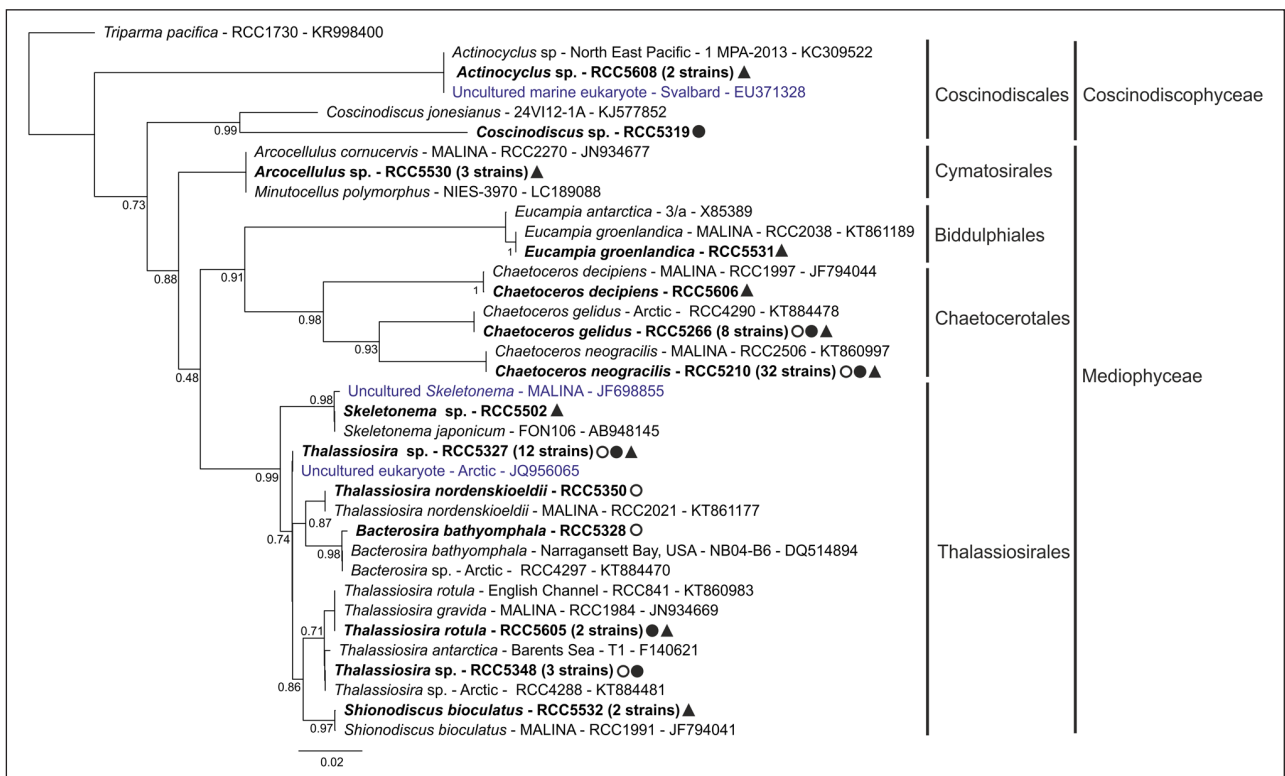 Triparma pacifica - RCC1730 - KR998400
Actinocyclus sp - North East Pacific - 1 MPA-2013 - KC309522
Actinocyclus sp. - RCC5608 (2 strains)
Uncultured marine eukaryote - Svalbard - EU371328
Coscinodiscales
Coscinodiscophyceae
Coscinodiscus jonesianus - 24VI12-1A - KJ577852
0.99
Coscinodiscus sp. - RCC5319
Arcocellulus cornucervis - MALINA - RCC2270 - JN934677
Arcocellulus sp. - RCC5530 (3 strains)
Cymatosirales
Minutocellus polymorphus - NIES-3970 - LC189088
0.73
Eucampia antarctica - 3/a - X85389
Eucampia groenlandica - MALINA - RCC2038 - KT861189
Biddulphiales
1
Eucampia groenlandica - RCC5531
Chaetoceros decipiens - MALINA - RCC1997 - JF794044
0.88
0.91
1
Chaetoceros decipiens - RCC5606
Chaetoceros gelidus - Arctic - RCC4290 - KT884478
0.98
Chaetocerotales
Chaetoceros gelidus - RCC5266 (8 strains)
0.93
Chaetoceros neogracilis - MALINA - RCC2506 - KT860997
Chaetoceros neogracilis - RCC5210 (32 strains)
0.48
Mediophyceae
Uncultured Skeletonema - MALINA - JF698855
0.98
Skeletonema sp. - RCC5502
Skeletonema japonicum - FON106 - AB948145
Thalassiosira sp. - RCC5327 (12 strains)
Uncultured eukaryote - Arctic - JQ956065
0.99
Thalassiosira nordenskioeldii - RCC5350
Thalassiosira nordenskioeldii - MALINA - RCC2021 - KT861177
0.87
Bacterosira bathyomphala - RCC5328
0.74
0.98
Bacterosira bathyomphala - Narragansett Bay, USA - NB04-B6 - DQ514894
Thalassiosirales
Bacterosira sp. - Arctic - RCC4297 - KT884470
Thalassiosira rotula - English Channel - RCC841 - KT860983
Thalassiosira gravida - MALINA - RCC1984 - JN934669
0.71
Thalassiosira rotula - RCC5605 (2 strains)
Thalassiosira antarctica - Barents Sea - T1 - F140621
Thalassiosira sp. - RCC5348 (3 strains)
0.86
Thalassiosira sp. - Arctic - RCC4288 - KT884481
Shionodiscus bioculatus - RCC5532 (2 strains)
0.97
Shionodiscus bioculatus - MALINA - RCC1991 - JF794041
0.02